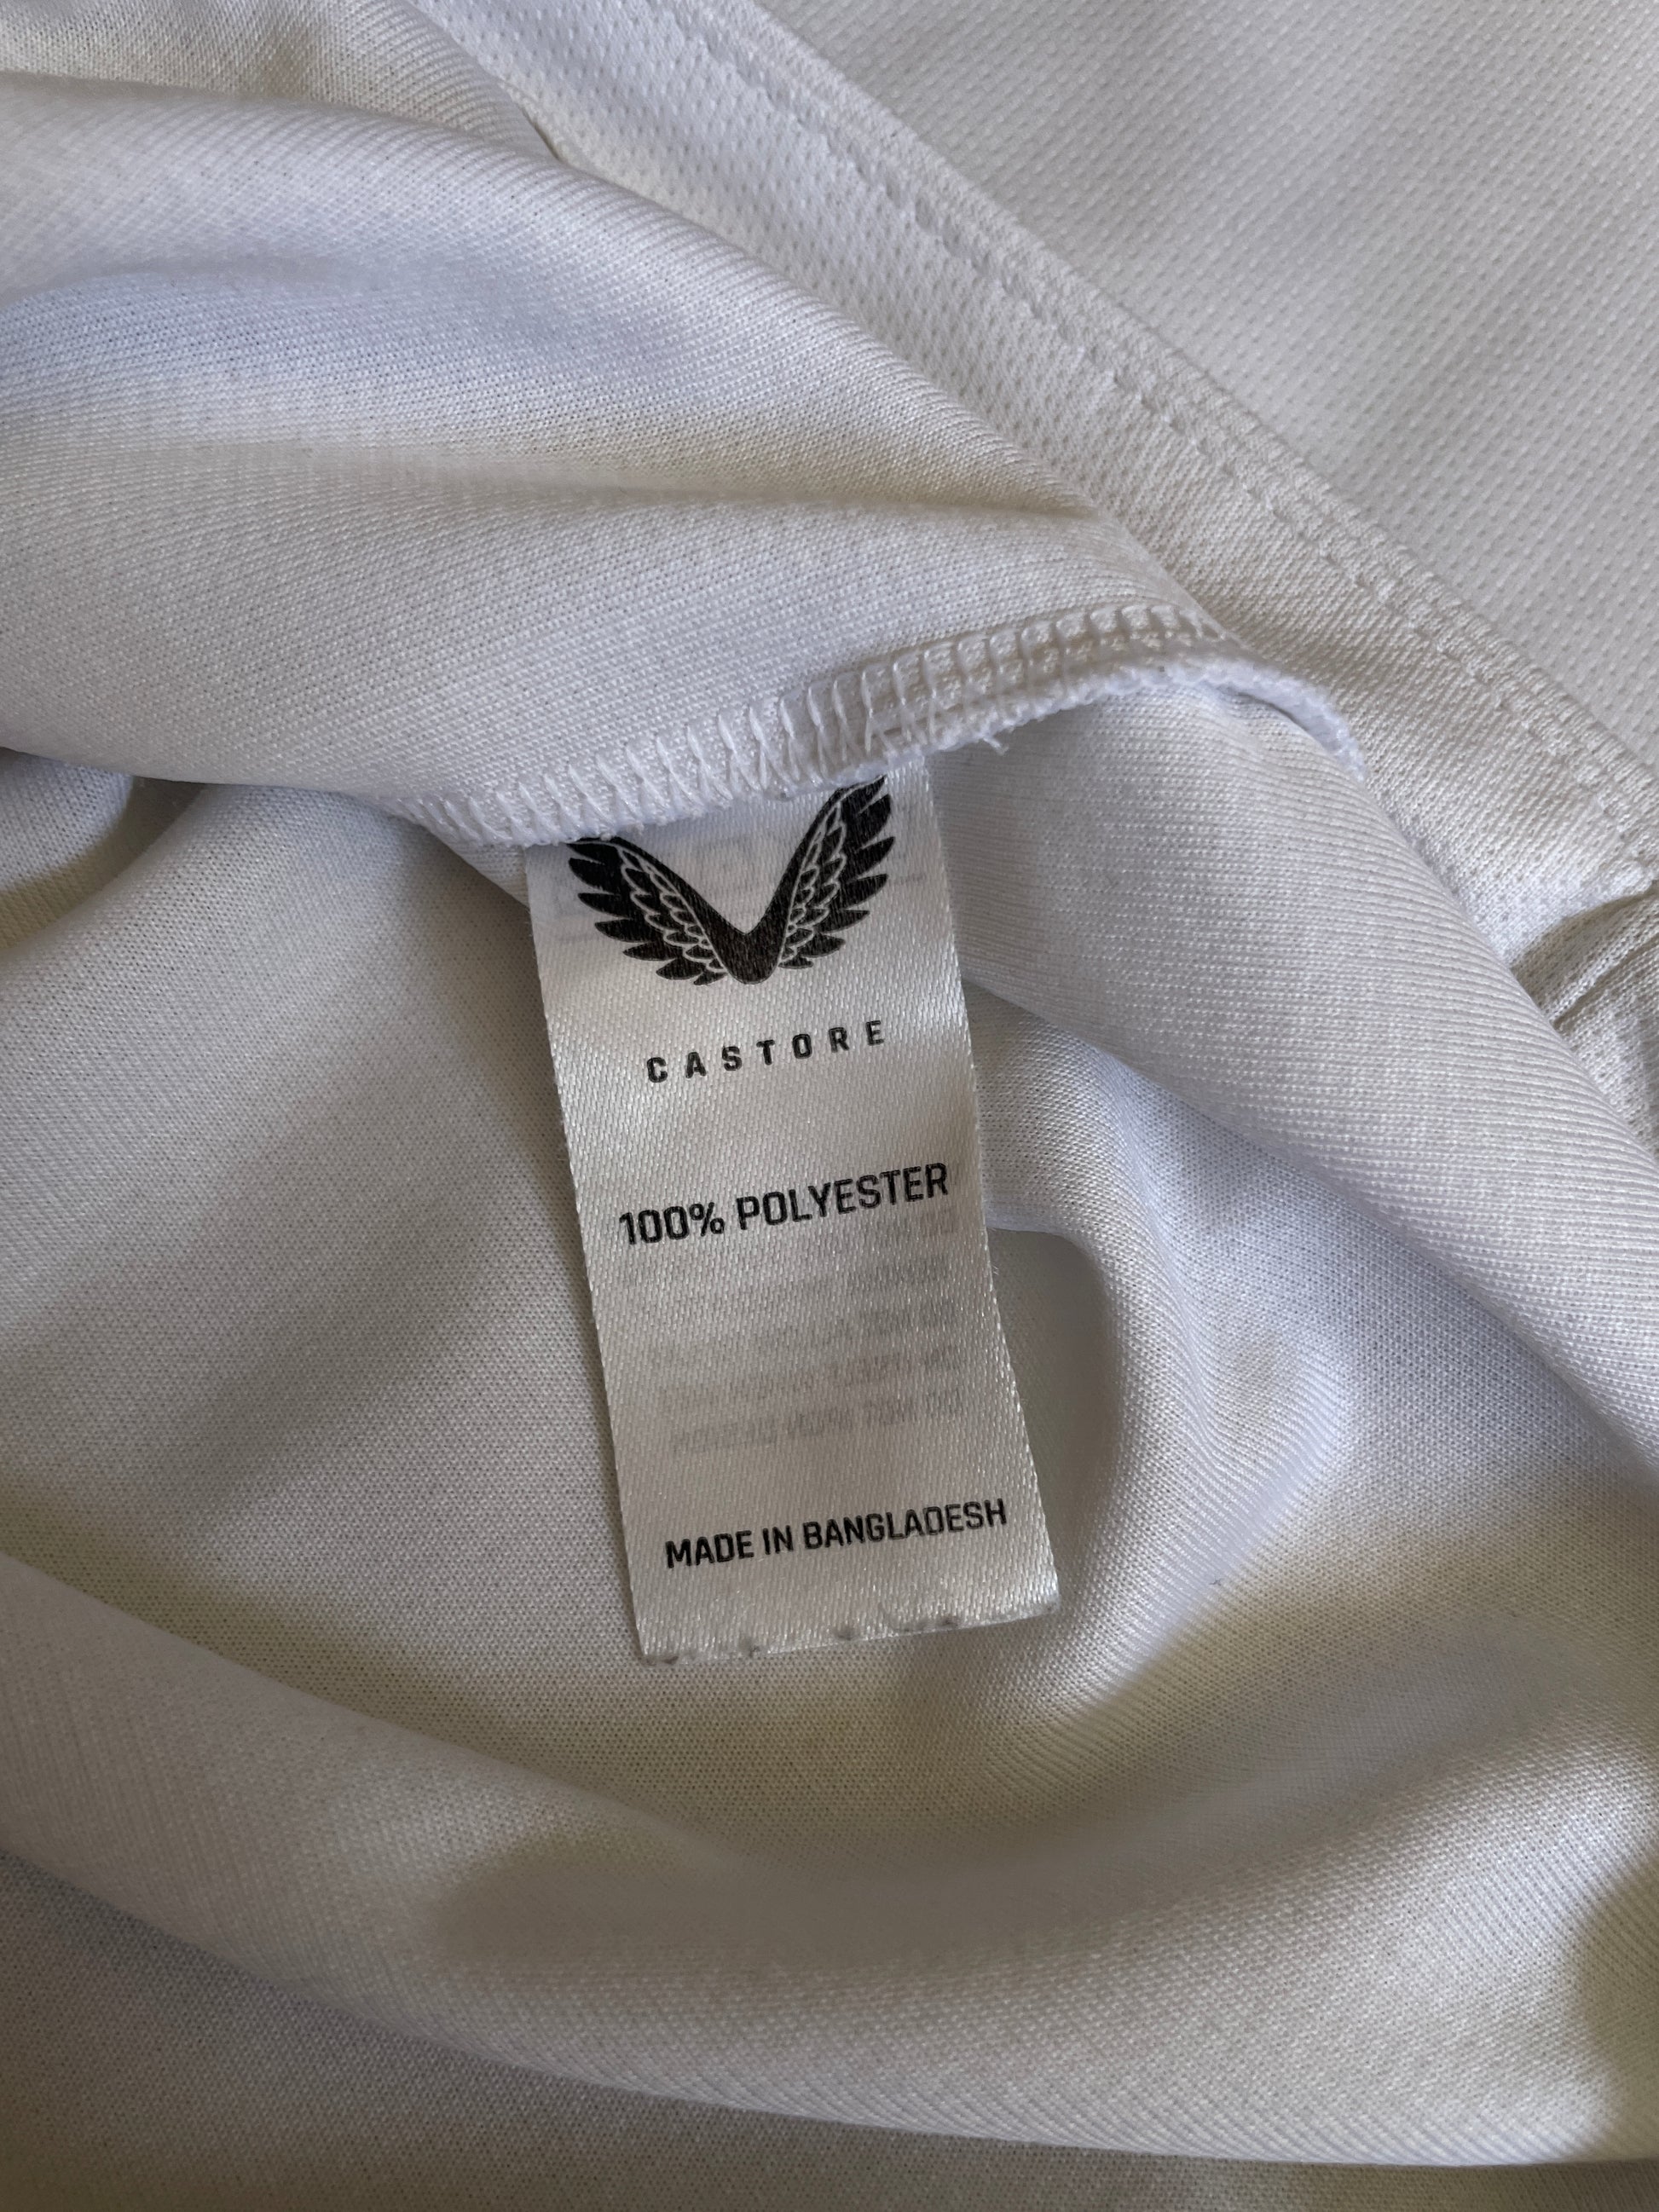 CASTORE
100% POLYESTER
MADE IN BANGLADESH